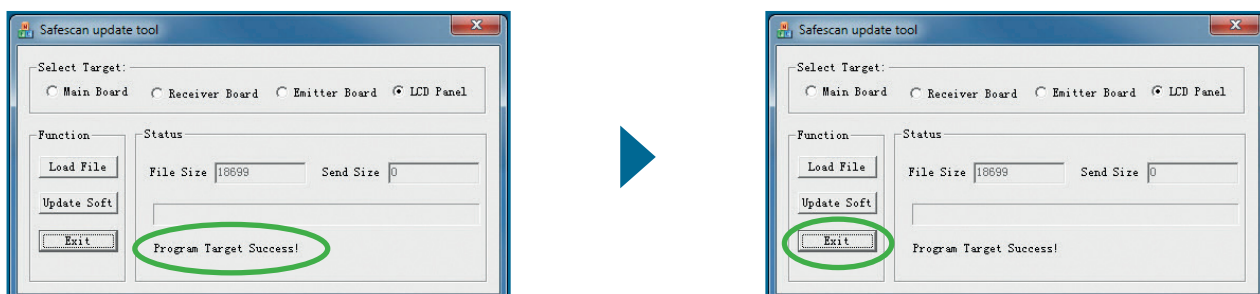 Safescan update tool
Select Target:
Main Board Receiver Board Emitter Board LCD Panel
Function
Status
Load File
File Size 18699 Send Size 0
Update Soft
Exit
Program Target Success!
Safescan update tool
Select Target:
Main Board Receiver Board Emitter Board LCD Panel
Function
Status
Load File
File Size 18699 Send Size 0
Update Soft
Exit
Program Target Success!